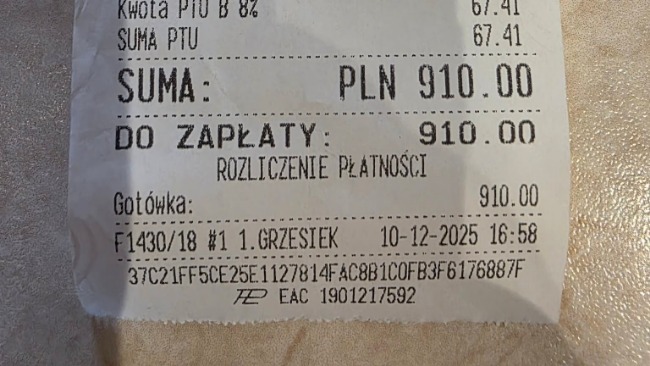 Kwota PTU B 8% 67.41
SUMA PTU 67.41
SUMA: PLN 910.00
DO ZAPŁATY: 910.00
ROZLICZENIE PŁATNOŚCI
Gotówka: 910.00
F1430/18 #1 1.GRZESIEK 10-12-2025 16:58
37C21FF5CE25E1127814FAC8B1C0FB3F6176887F
EAC 1901217592